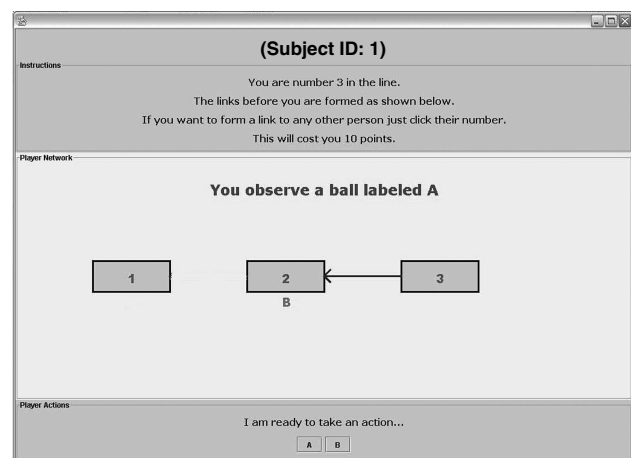 (Subject ID: 1)
Instructions
You are number 3 in the line.
The links before you are formed as shown below.
If you want to form a link to any other person just click their number.
This will cost you 10 points.
Player Network
You observe a ball labeled A
1 2 3
B
Player Actions
I am ready to take an action...
A B